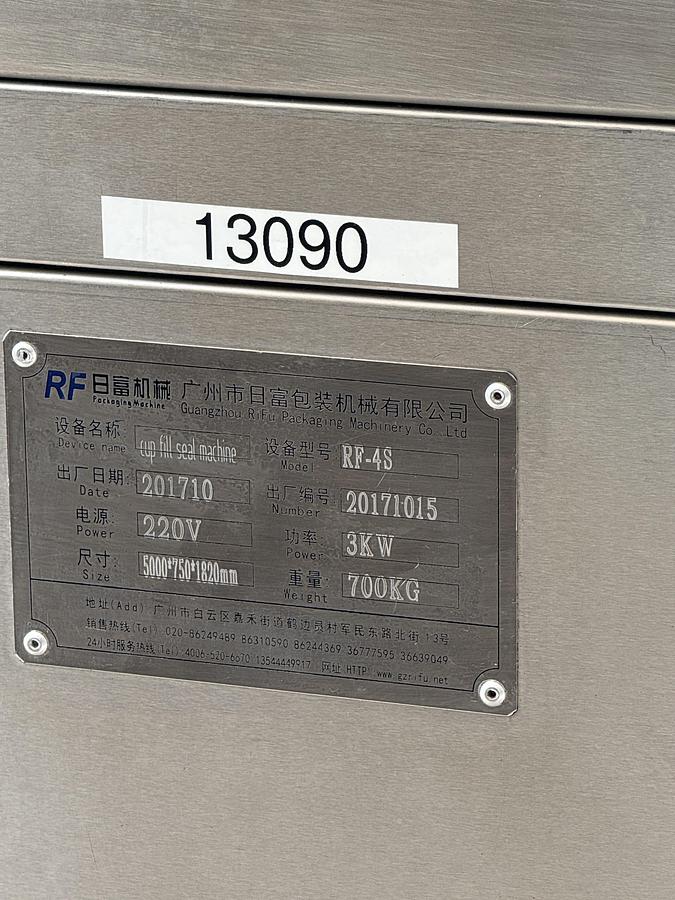 13090
RF 日富机械 广州市日富包装机械有限公司
Packaging Machine Guangzhou RiFu Packaging Machinery Co.,Ltd
设备名称: cup fill seal machine 设备型号: RF-4S
Device name Model
出厂日期: 201710 出厂编号: 20171015
Date Number
电源: 220V 功率: 3KW
Power Power
尺寸: 5000*750*1820mm 重量: 700KG
Size Weight
地址(Add) 广州市白云区嘉禾街道鹤边员村军民东路北街13号
销售热线(Tel) 020-86249489 86310590 86244369 36777595 36639049
24小时服务热线(Tel):4006-520-6670 13544449917 网址(HTTP):www.gzrifu.net